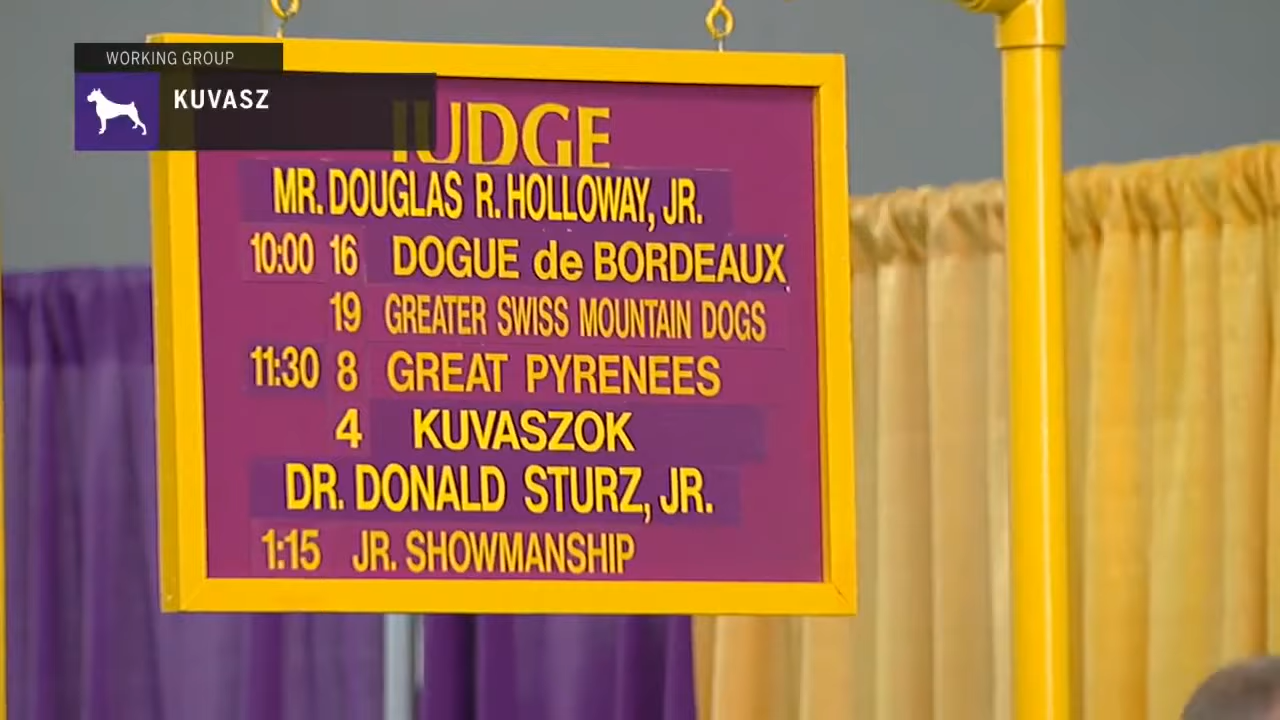 WORKING GROUP
KUVASZ
JUDGE
MR. DOUGLAS R. HOLLOWAY, JR.
10:00 16 DOGUE de BORDEAUX
19 GREATER SWISS MOUNTAIN DOGS
11:30 8 GREAT PYRENEES
4 KUVASZOK
DR. DONALD STURZ, JR.
1:15 JR. SHOWMANSHIP